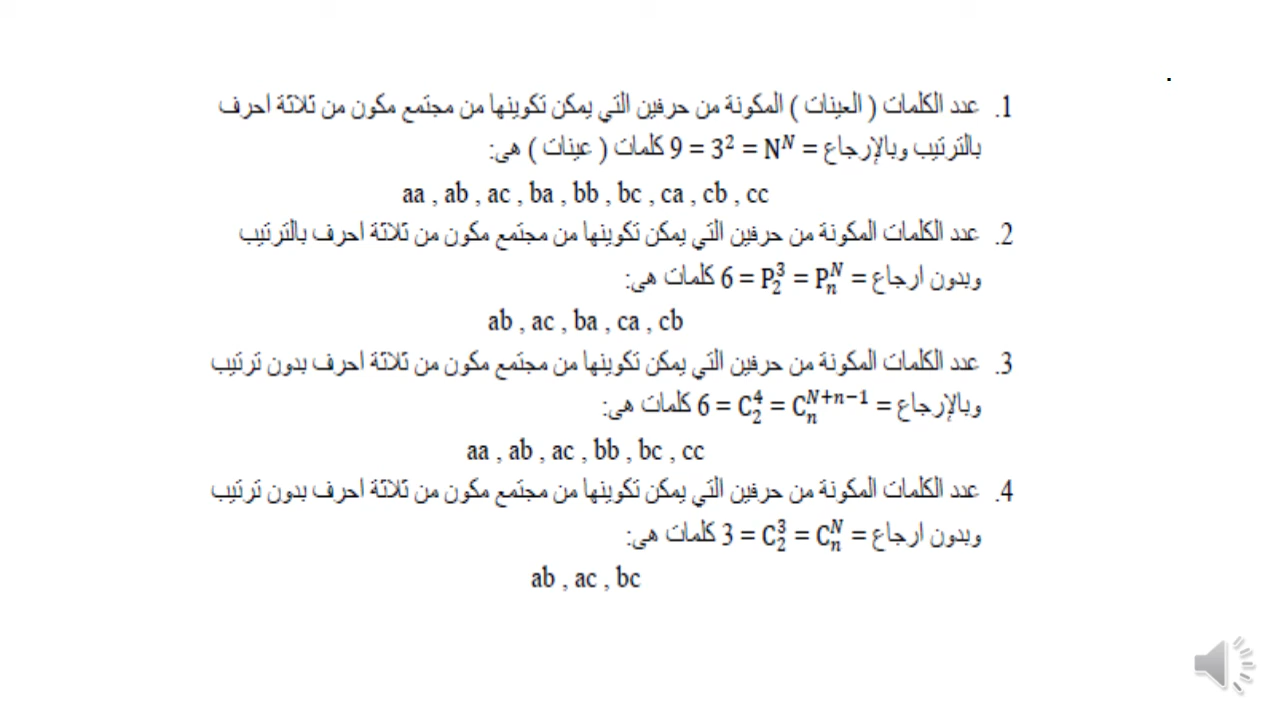 1. عدد الكلمات ( العينات ) المكونة من حرفين التي يمكن تكوينها من مجتمع مكون من ثلاثة احرف
بالترتيب وبالإرجاع = Nᴺ = 3² = 9 كلمات ( عينات ) هى:
aa , ab , ac , ba , bb , bc , ca , cb , cc
2. عدد الكلمات المكونة من حرفين التي يمكن تكوينها من مجتمع مكون من ثلاثة احرف بالترتيب
وبدون ارجاع = P_n^N = P_2^3 = 6 كلمات هى:
ab , ac , ba , ca , cb
3. عدد الكلمات المكونة من حرفين التي يمكن تكوينها من مجتمع مكون من ثلاثة احرف بدون ترتيب
وبالإرجاع = C_n^{N+n−1} = C_2^4 = 6 كلمات هى:
aa , ab , ac , bb , bc , cc
4. عدد الكلمات المكونة من حرفين التي يمكن تكوينها من مجتمع مكون من ثلاثة احرف بدون ترتيب
وبدون ارجاع = C_n^N = C_2^3 = 3 كلمات هى:
ab , ac , bc